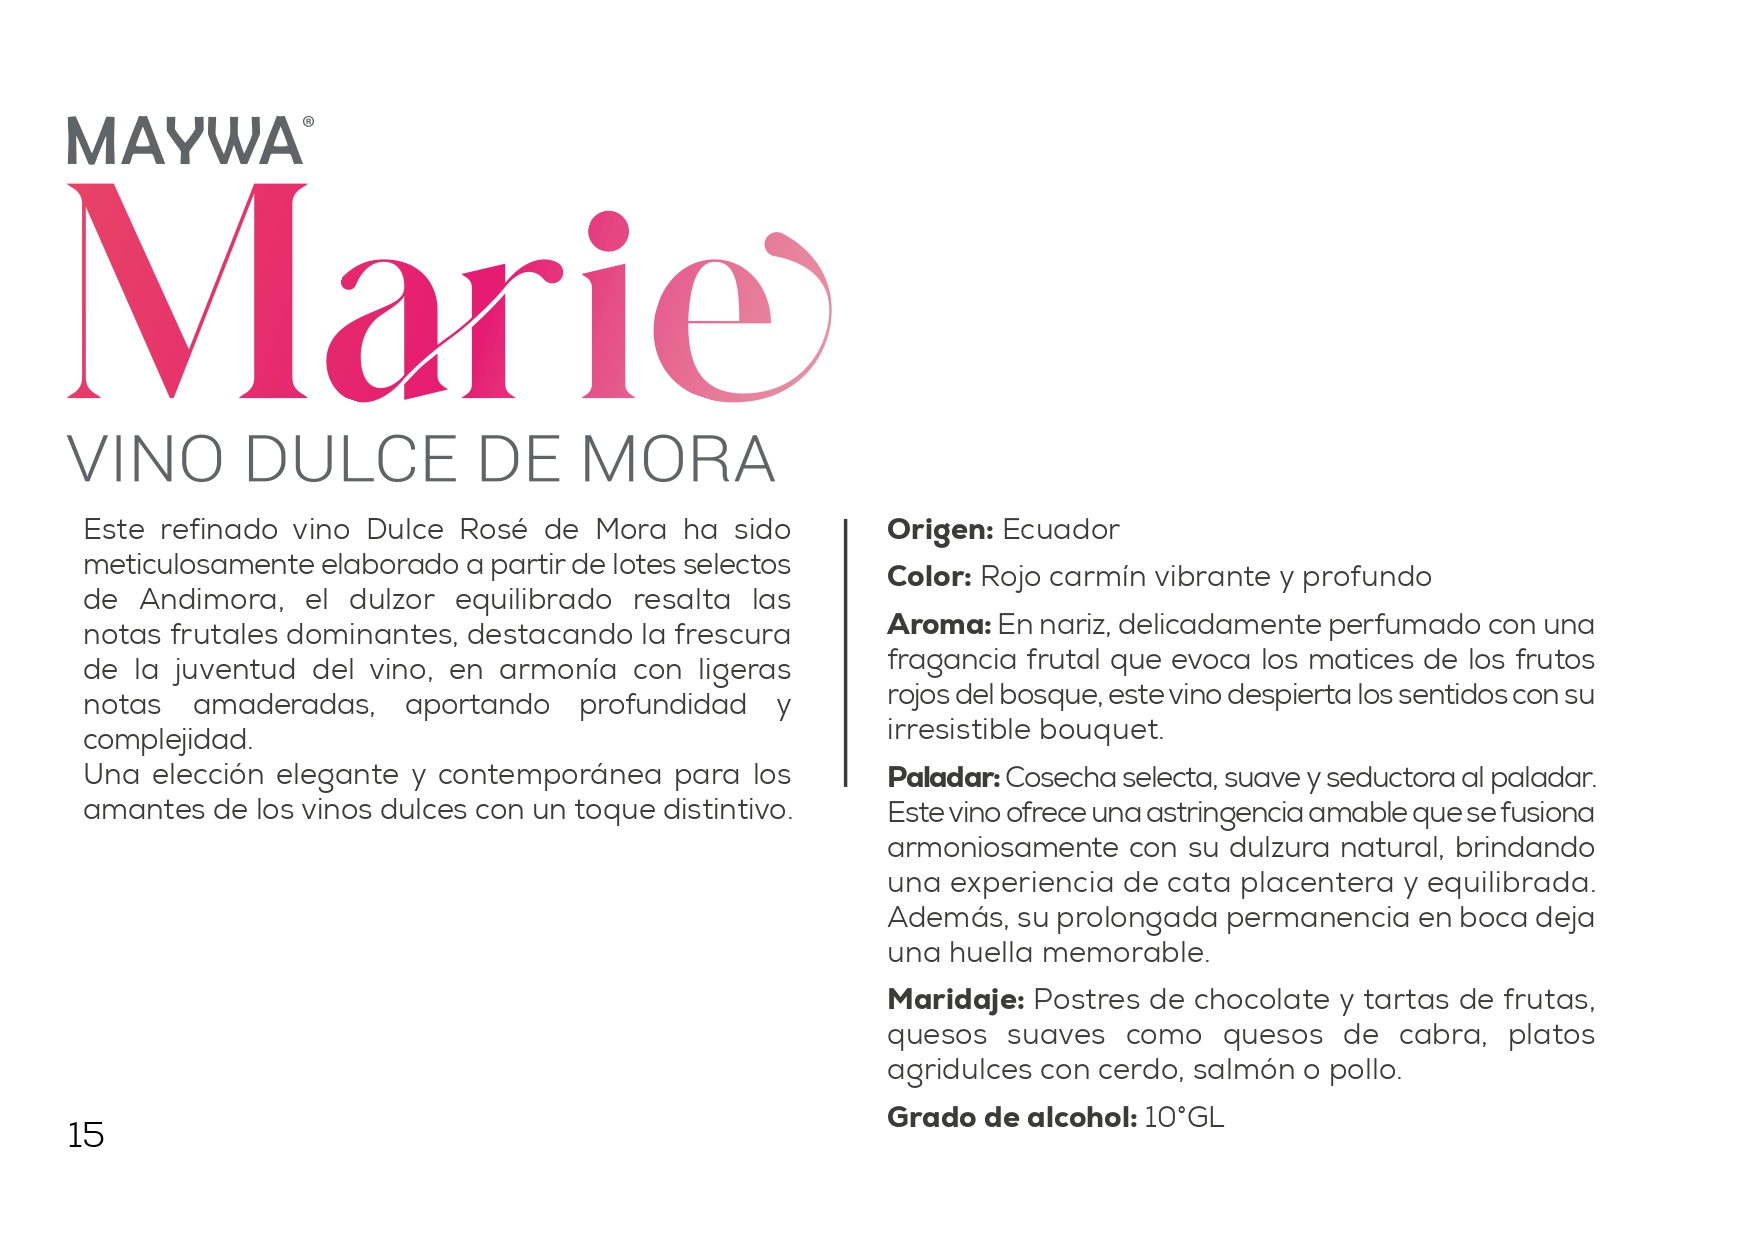 MAYWA®
Marie
VINO DULCE DE MORA
Este refinado vino Dulce Rosé de Mora ha sido
meticulosamente elaborado a partir de lotes selectos
de Andimora, el dulzor equilibrado resalta las
notas frutales dominantes, destacando la frescura
de la juventud del vino, en armonía con ligeras
notas amaderadas, aportando profundidad y
complejidad.
Una elección elegante y contemporánea para los
amantes de los vinos dulces con un toque distintivo.
Origen: Ecuador
Color: Rojo carmín vibrante y profundo
Aroma: En nariz, delicadamente perfumado con una
fragancia frutal que evoca los matices de los frutos
rojos del bosque, este vino despierta los sentidos con su
irresistible bouquet.
Paladar: Cosecha selecta, suave y seductora al paladar.
Este vino ofrece una astringencia amable que se fusiona
armoniosamente con su dulzura natural, brindando
una experiencia de cata placentera y equilibrada.
Además, su prolongada permanencia en boca deja
una huella memorable.
Maridaje: Postres de chocolate y tartas de frutas,
quesos suaves como quesos de cabra, platos
agridulces con cerdo, salmón o pollo.
Grado de alcohol: 10°GL
15